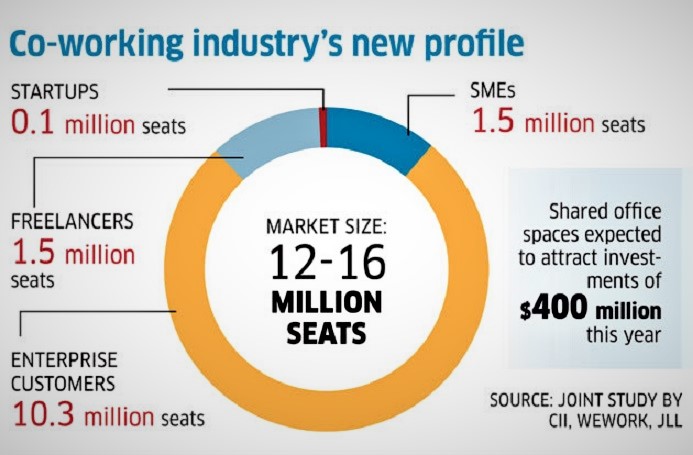 Co-working industry's new profile
STARTUPS
0.1 million seats
SMEs
1.5 million seats
FREELANCERS
1.5 million
seats
ENTERPRISE
CUSTOMERS
10.3 million seats
MARKET SIZE:
12-16
MILLION
SEATS
Shared office
spaces expected
to attract invest-
ments of
$400 million
this year
SOURCE: JOINT STUDY BY
CII, WEWORK, JLL